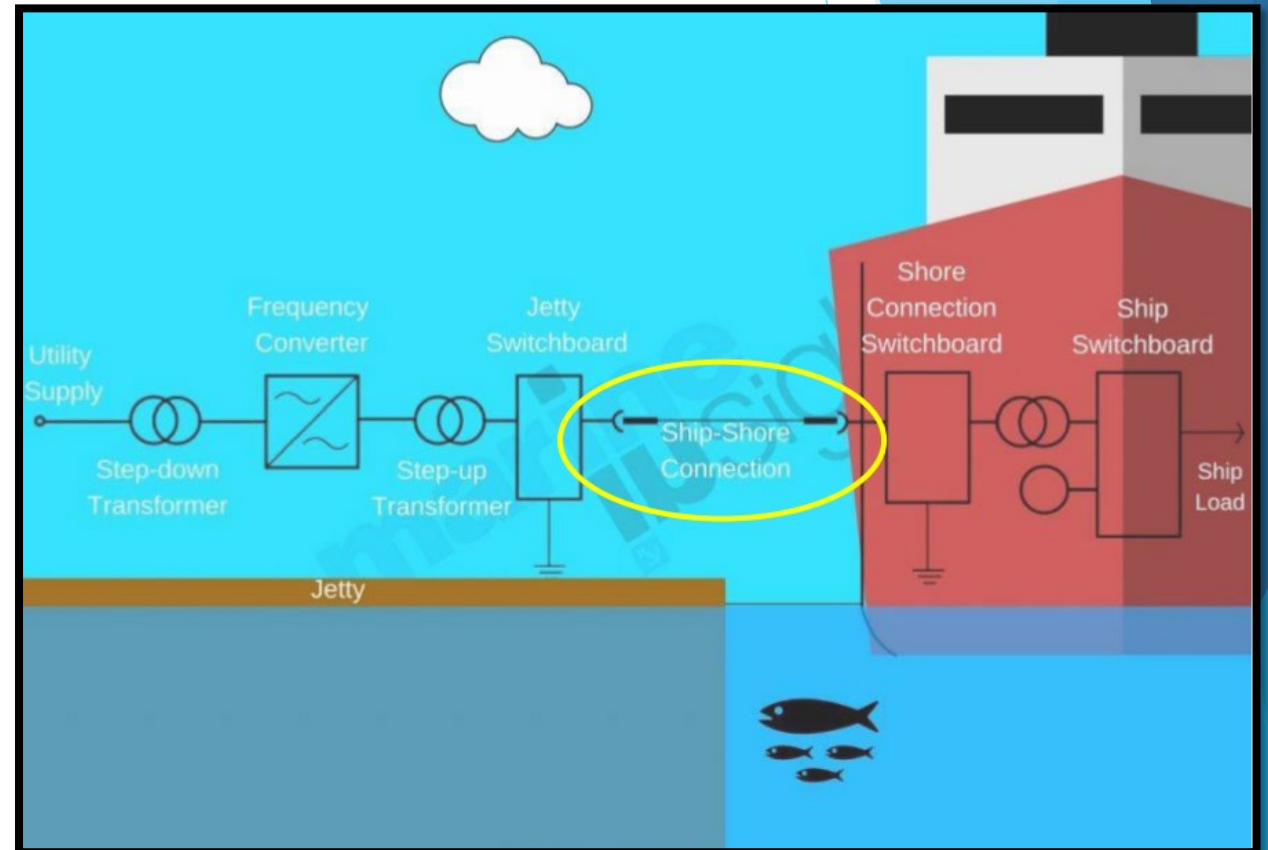 Utility
Supply
Step-down
Transformer
Frequency
Converter
Step-up
Transformer
Jetty
Switchboard
Ship-Shore
Connection
Shore
Connection
Switchboard
Ship
Switchboard
Ship
Load
Jetty
marine